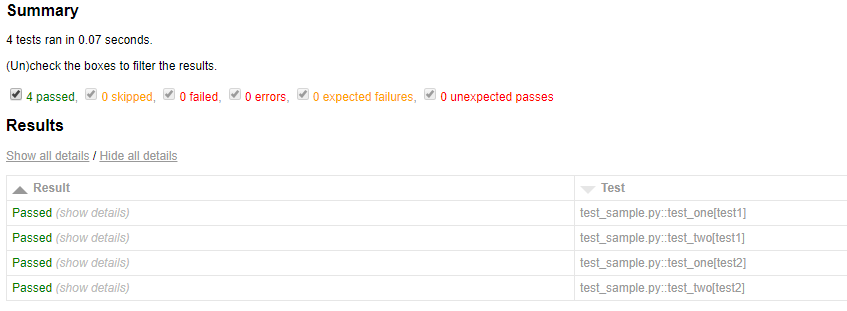 Summary
4 tests ran in 0.07 seconds.
(Un)check the boxes to filter the results.
4 passed, 0 skipped, 0 failed, 0 errors, 0 expected failures, 0 unexpected passes
Results
Show all details / Hide all details
Result Test
Passed (show details) test_sample.py::test_one[test1]
Passed (show details) test_sample.py::test_two[test1]
Passed (show details) test_sample.py::test_one[test2]
Passed (show details) test_sample.py::test_two[test2]